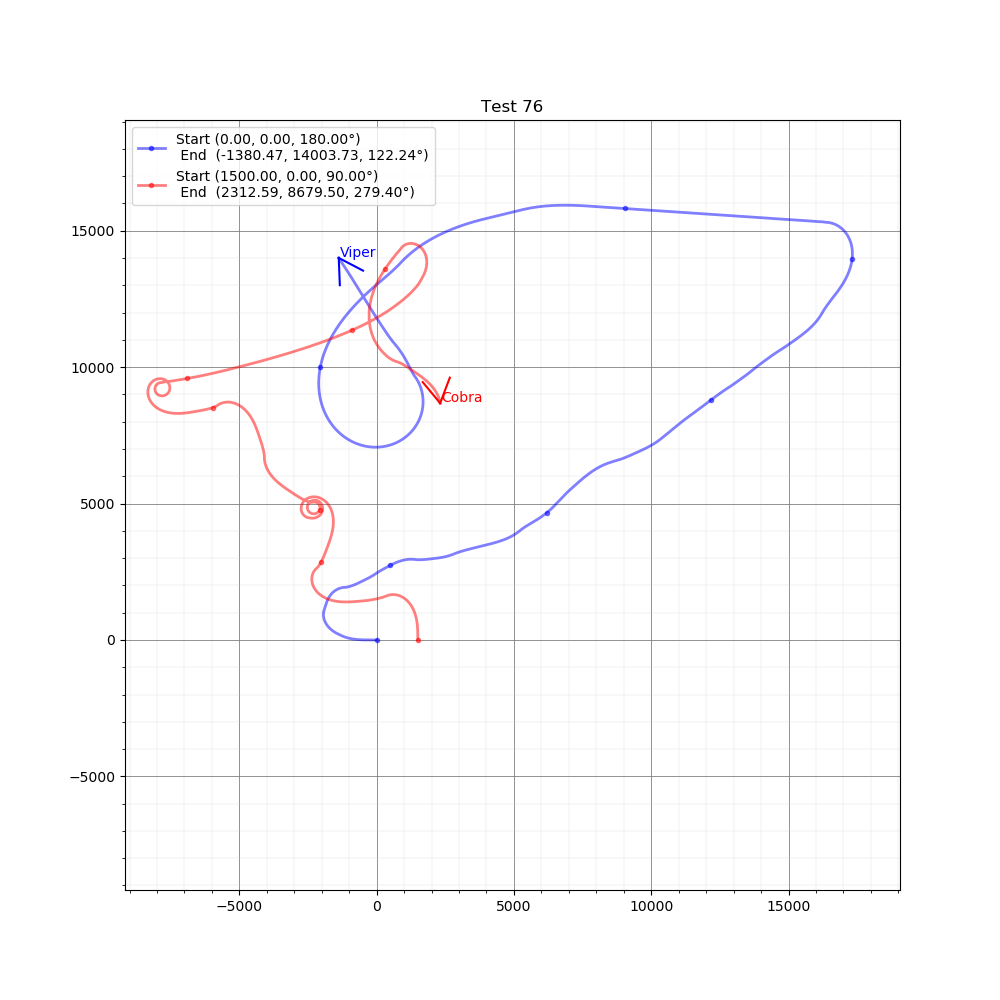 Test 76
Start (0.00, 0.00, 180.00°)
End (-1380.47, 14003.73, 122.24°)
Start (1500.00, 0.00, 90.00°)
End (2312.59, 8679.50, 279.40°)
Viper
Cobra
15000
10000
5000
0
−5000
−5000 0 5000 10000 15000